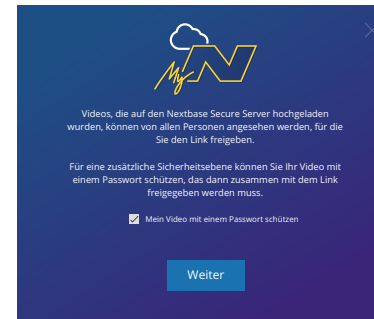 My N
Videos, die auf den Nextbase Secure Server hochgeladen
wurden, können von allen Personen angesehen werden, für die
Sie den Link freigeben.
Für eine zusätzliche Sicherheitsebene können Sie Ihr Video mit
einem Passwort schützen, das dann zusammen mit dem Link
freigegeben werden muss.
Mein Video mit einem Passwort schützen
Weiter